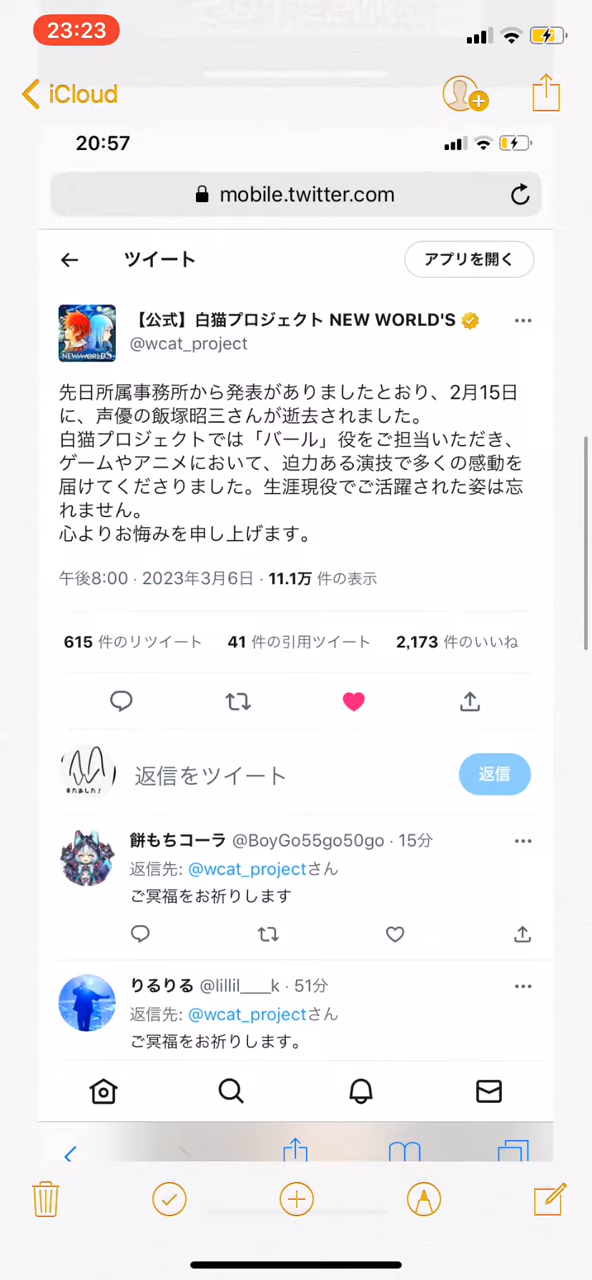 23:23
iCloud
20:57
mobile.twitter.com
ツイート
アプリを開く
【公式】白猫プロジェクト NEW WORLD'S
@wcat_project
NEW WORLD'S
先日所属事務所から発表がありましたとおり、2月15日
に、声優の飯塚昭三さんが逝去されました。
白猫プロジェクトでは「バール」役をご担当いただき、
ゲームやアニメにおいて、迫力ある演技で多くの感動を
届けてくださりました。生涯現役でご活躍された姿は忘
れません。
心よりお悔みを申し上げます。
午後8:00 · 2023年3月6日 · 11.1万 件の表示
615 件のリツイート 41 件の引用ツイート 2,173 件のいいね
返信をツイート
返信
餅もちコーラ @BoyGo55go50go · 15分
返信先: @wcat_projectさん
ご冥福をお祈りします
りるりる @lillil____k · 51分
返信先: @wcat_projectさん
ご冥福をお祈りします。